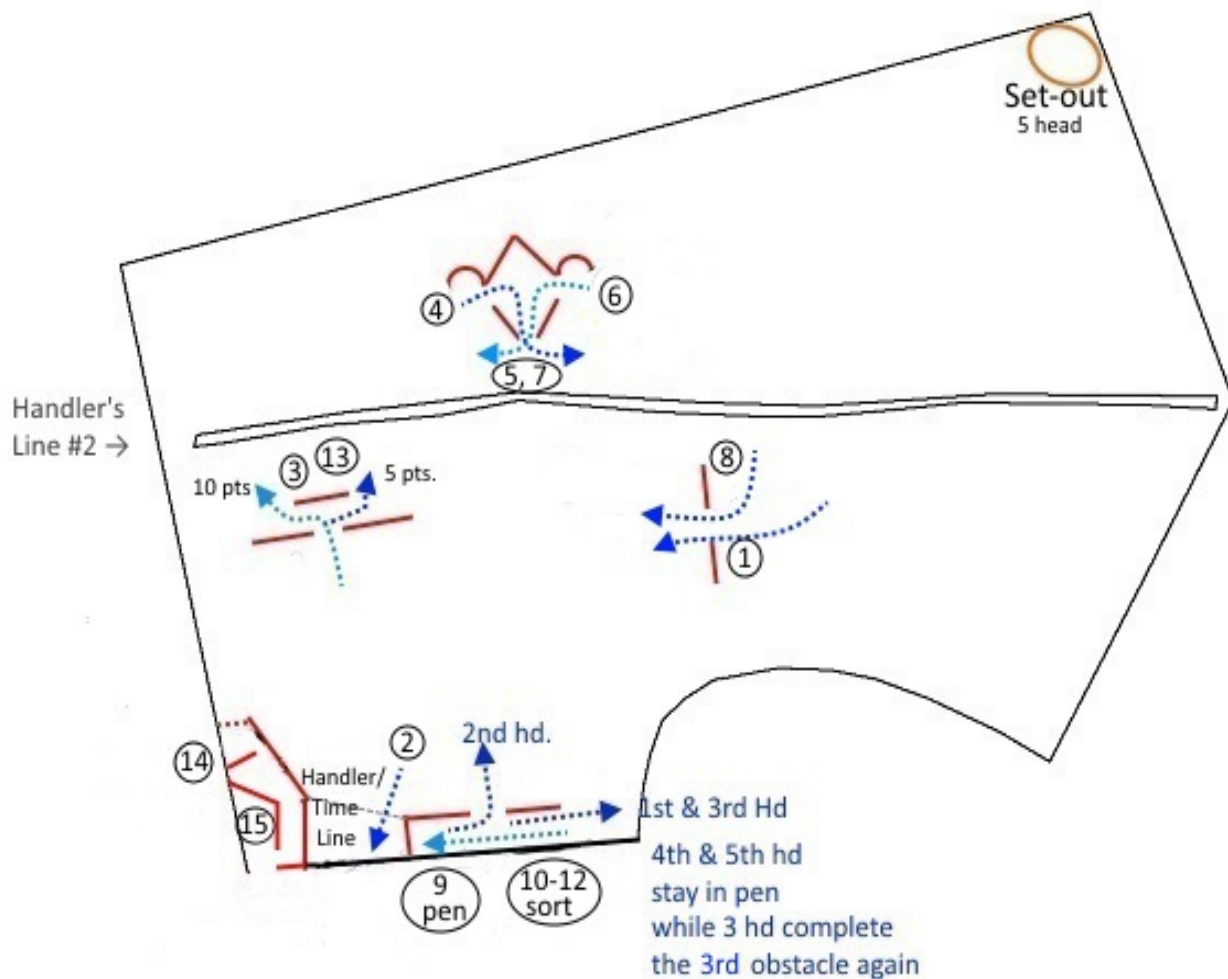 Set-out
5 head
4
6
5, 7
Handler's
Line #2 →
3
13
10 pts
5 pts.
8
1
14
2
2nd hd.
Handler/
Time
Line
15
1st & 3rd Hd
9
pen
10-12
sort
4th & 5th hd
stay in pen
while 3 hd complete
the 3rd obstacle again